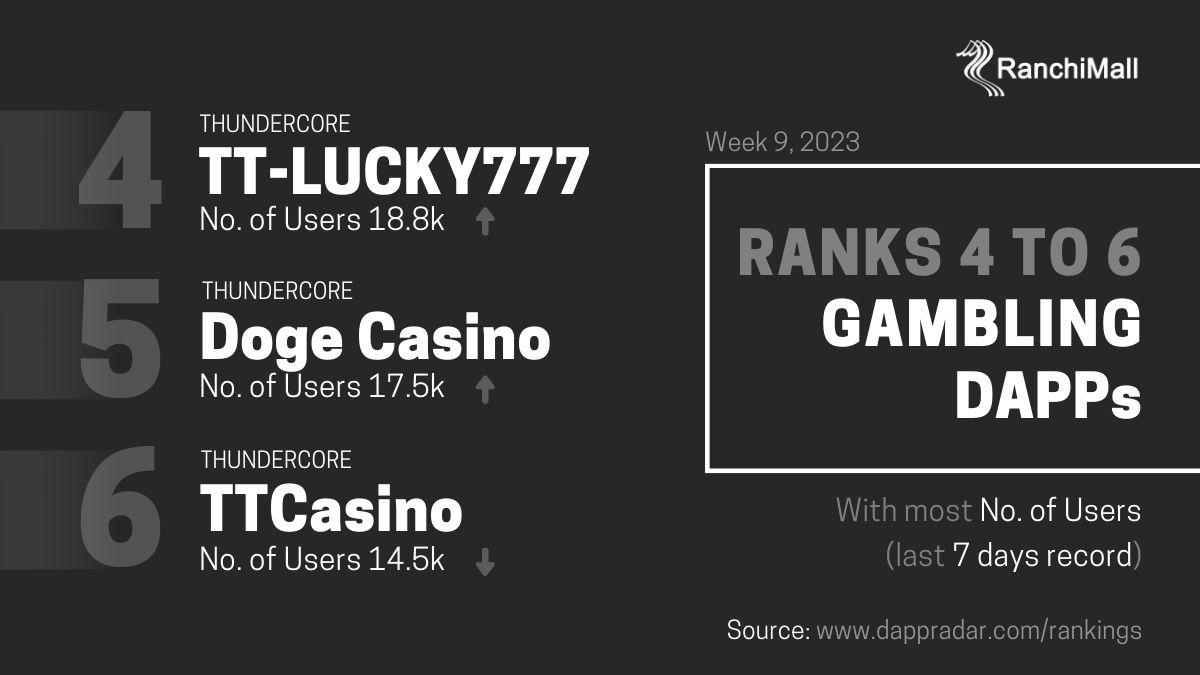 RanchiMall
4
THUNDERCORE
TT-LUCKY777
No. of Users 18.8k
5
THUNDERCORE
Doge Casino
No. of Users 17.5k
6
THUNDERCORE
TTCasino
No. of Users 14.5k
Week 9, 2023
RANKS 4 TO 6
GAMBLING
DAPPs
With most No. of Users
(last 7 days record)
Source: www.dappradar.com/rankings